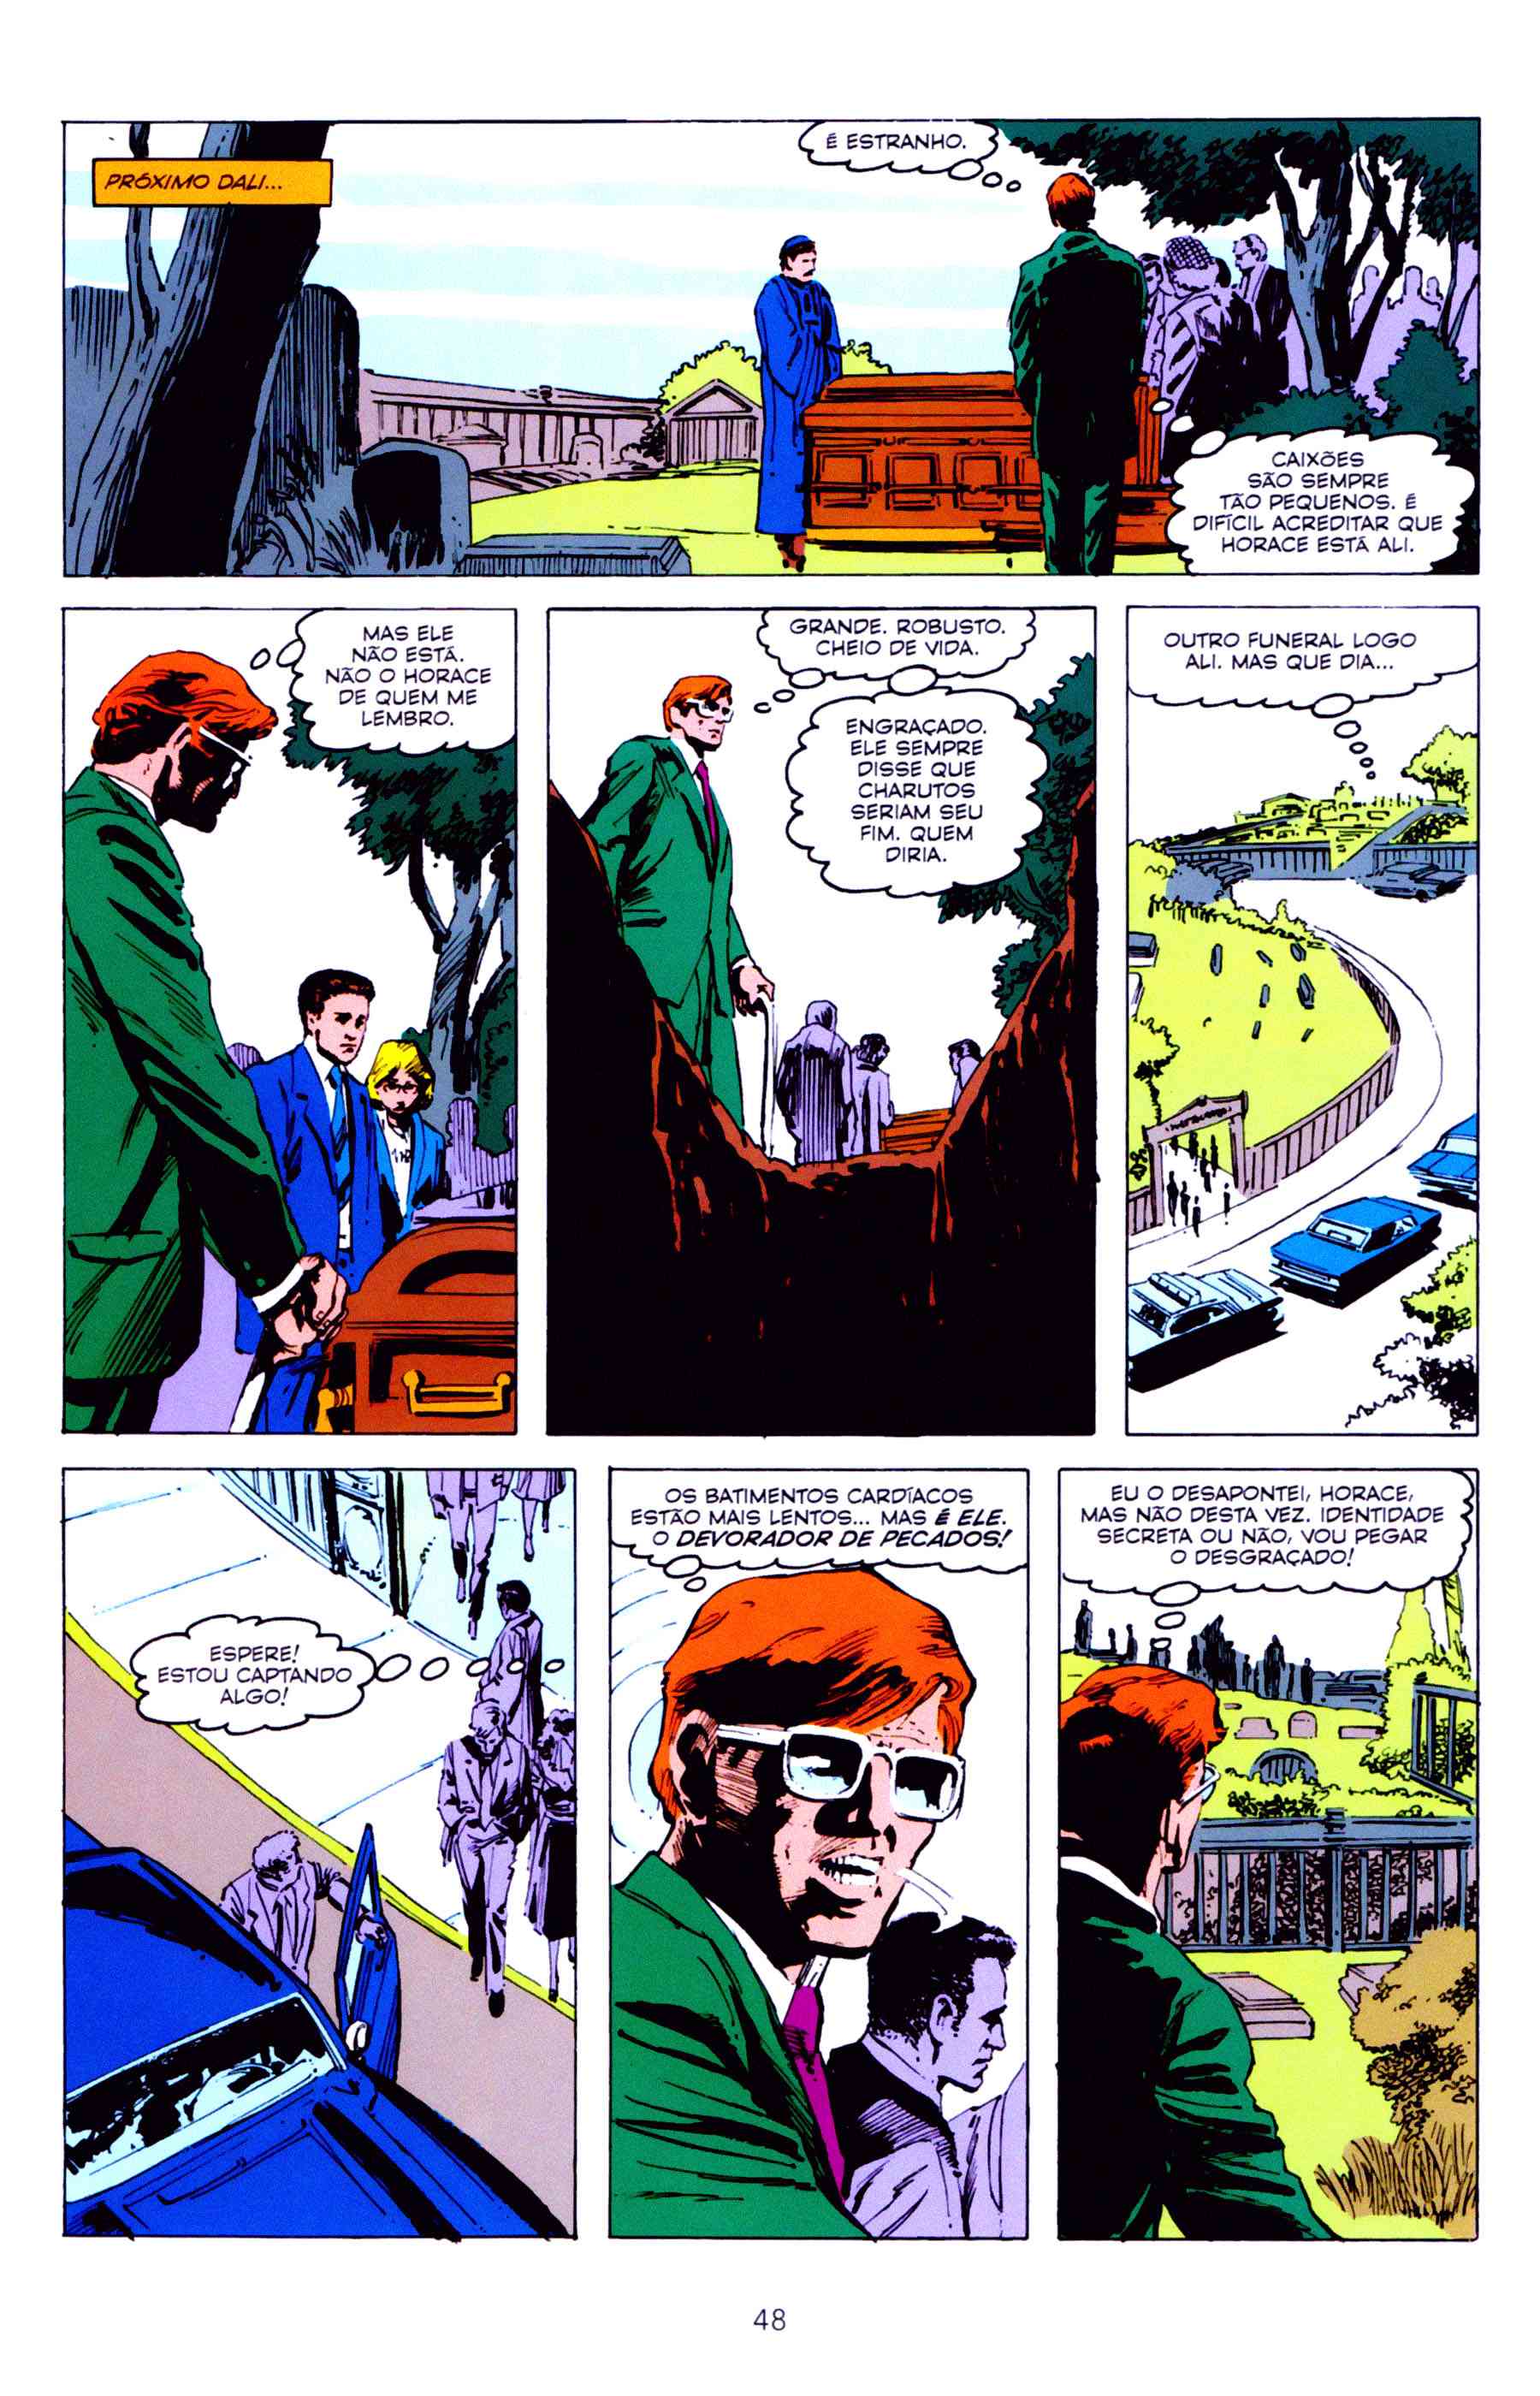 PRÓXIMO DALI...
É ESTRANHO.
CAIXÕES
SÃO SEMPRE
TÃO PEQUENOS. É
DIFÍCIL ACREDITAR QUE
HORACE ESTÁ ALI.
MAS ELE
NÃO ESTÁ.
NÃO O HORACE
DE QUEM ME
LEMBRO.
GRANDE. ROBUSTO.
CHEIO DE VIDA.
ENGRAÇADO.
ELE SEMPRE
DISSE QUE
CHARUTOS
SERIAM SEU
FIM. QUEM
DIRIA.
OUTRO FUNERAL LOGO
ALI. MAS QUE DIA...
ESPERE!
ESTOU CAPTANDO
ALGO!
OS BATIMENTOS CARDÍACOS
ESTÃO MAIS LENTOS... MAS É ELE.
O DEVORADOR DE PECADOS!
EU O DESAPONTEI, HORACE,
MAS NÃO DESTA VEZ. IDENTIDADE
SECRETA OU NÃO, VOU PEGAR
O DESGRAÇADO!
48